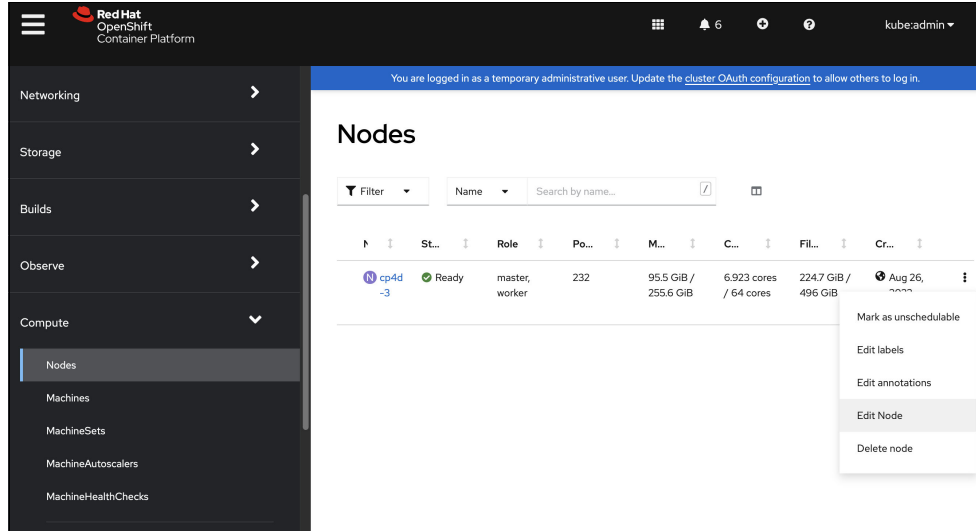 Red Hat
OpenShift
Container Platform
6
kube:admin
You are logged in as a temporary administrative user. Update the cluster OAuth configuration to allow others to log in.
Networking
Storage
Builds
Observe
Compute
Nodes
Machines
MachineSets
MachineAutoscalers
MachineHealthChecks
Nodes
Filter
Name
Search by name...
/
St... Role Po... M... C... Fil... Cr...
N cp4d Ready master, 232 95.5 GiB / 6.923 cores 224.7 GiB / Aug 26,
-3 worker 255.6 GiB / 64 cores 496 GiB
Mark as unschedulable
Edit labels
Edit annotations
Edit Node
Delete node